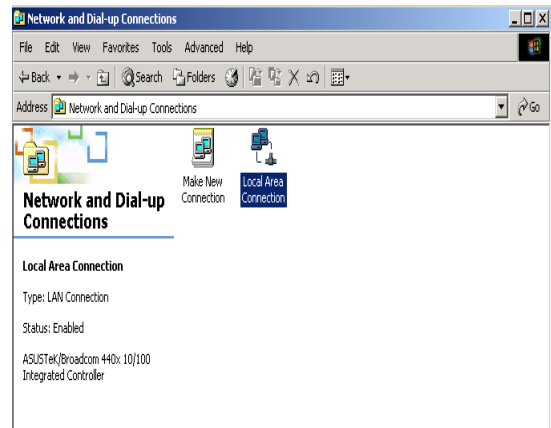 Network and Dial-up Connections
File Edit View Favorites Tools Advanced Help
Back Search Folders
Address Network and Dial-up Connections Go
Make New Connection
Local Area Connection
Network and Dial-up
Connections
Local Area Connection
Type: LAN Connection
Status: Enabled
ASUSTeK/Broadcom 440x 10/100
Integrated Controller